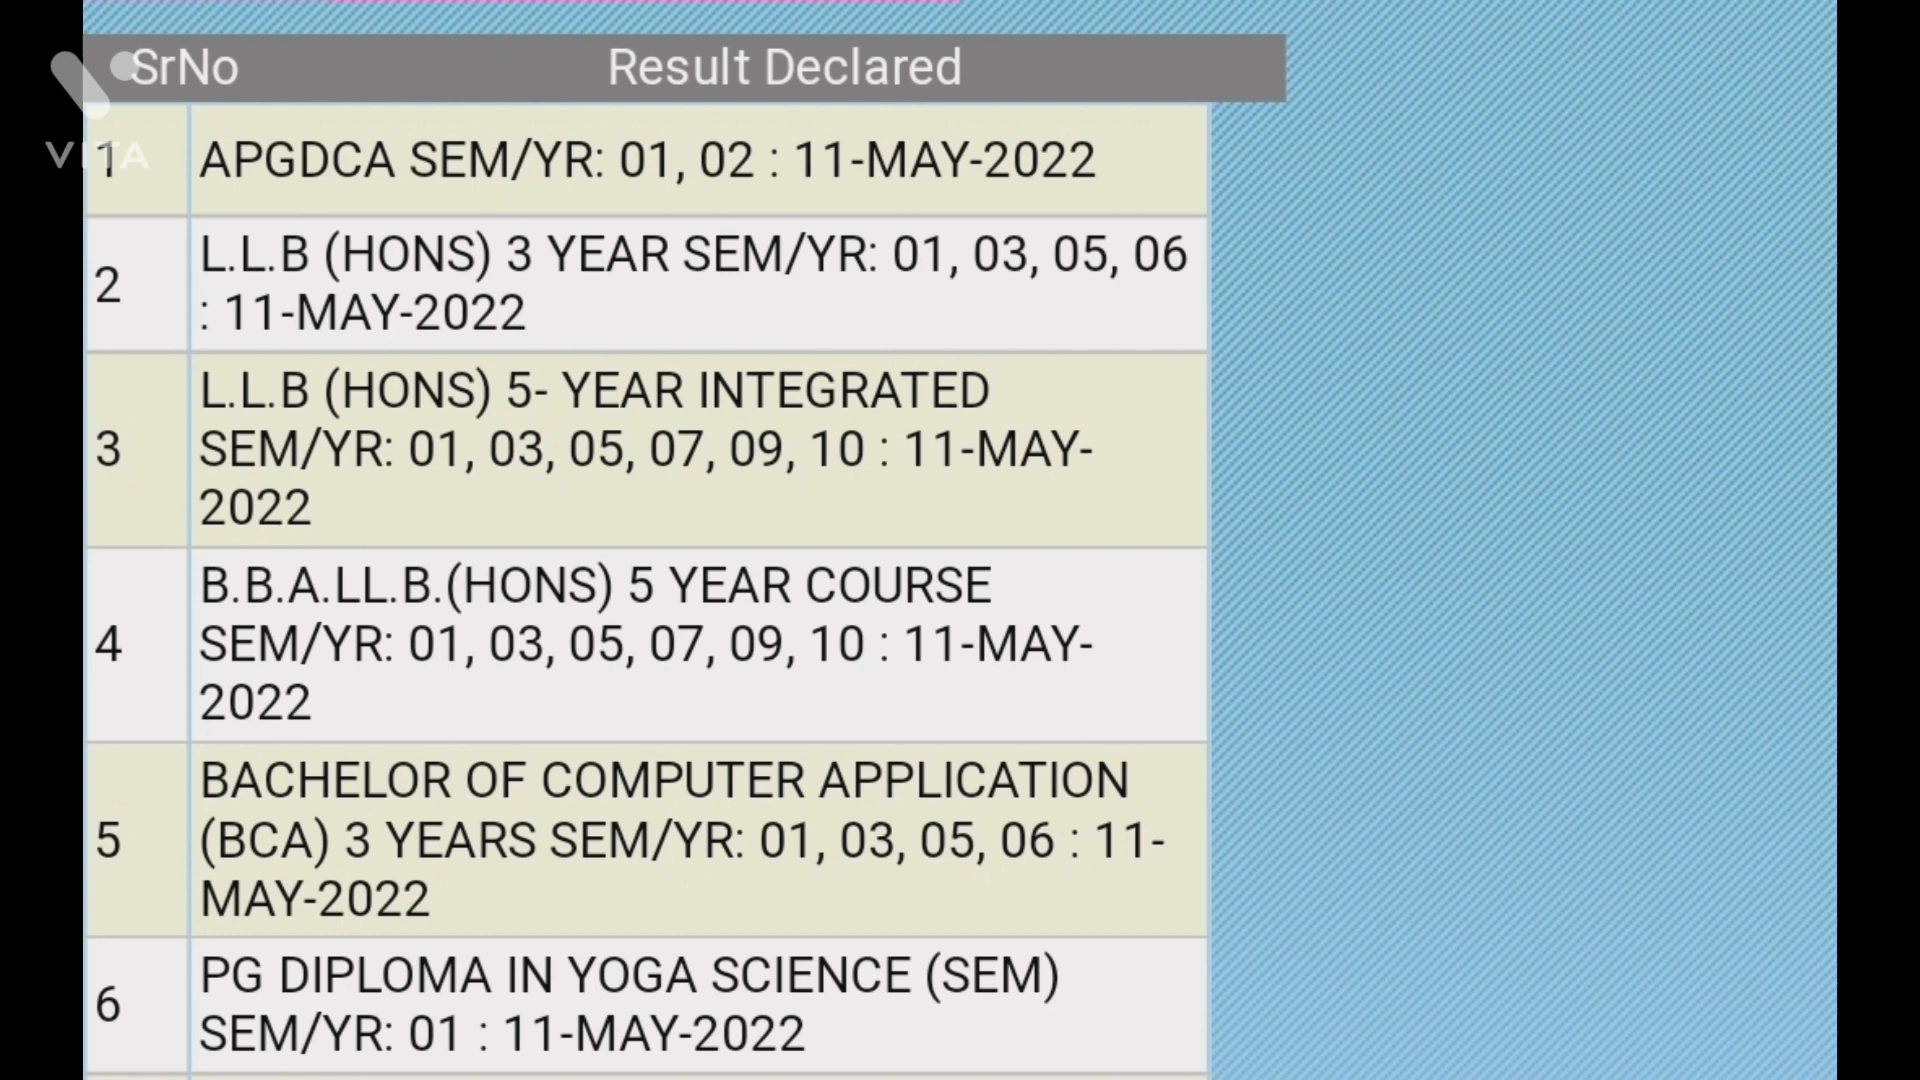 SrNo Result Declared
VITA
1 APGDCA SEM/YR: 01, 02 : 11-MAY-2022
2 L.L.B (HONS) 3 YEAR SEM/YR: 01, 03, 05, 06
: 11-MAY-2022
3 L.L.B (HONS) 5- YEAR INTEGRATED
SEM/YR: 01, 03, 05, 07, 09, 10 : 11-MAY-
2022
4 B.B.A.LL.B.(HONS) 5 YEAR COURSE
SEM/YR: 01, 03, 05, 07, 09, 10 : 11-MAY-
2022
5 BACHELOR OF COMPUTER APPLICATION
(BCA) 3 YEARS SEM/YR: 01, 03, 05, 06 : 11-
MAY-2022
6 PG DIPLOMA IN YOGA SCIENCE (SEM)
SEM/YR: 01 : 11-MAY-2022